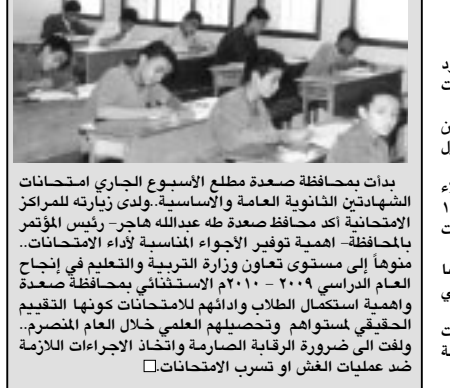 بدأت بمحافظة صعدة مطلع الأسبوع الجاري امتحانات
الشهادتين الثانوية العامة والاساسية..ولدى زيارته للمراكز
الامتحانية أكد محافظ صعدة طه عبدالله هاجر- رئيس المؤتمر
بالمحافظة- اهمية توفير الأجواء المناسبة لأداء الامتحانات..
منوهاً إلى مستوى تعاون وزارة التربية والتعليم في إنجاح
العام الدراسي ٢٠٠٩ - ٢٠١٠م الاستثنائي بمحافظة صعدة
واهمية استكمال الطلاب وادائهم للامتحانات كونها التقييم
الحقيقي لمستواهم وتحصيلهم العلمي خلال العام المنصرم..
ولفت الى ضرورة الرقابة الصارمة واتخاذ الاجراءات اللازمة
ضد عمليات الغش او تسرب الامتحانات.